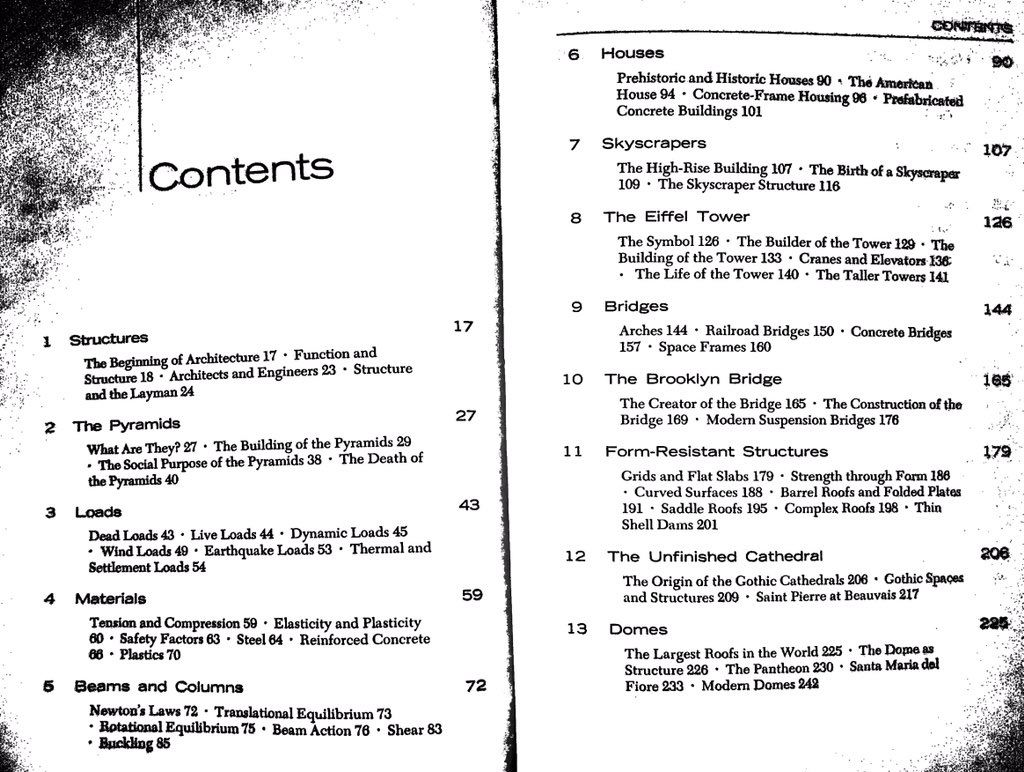 Contents
1 Structures 17
The Beginning of Architecture 17 · Function and
Structure 18 · Architects and Engineers 23 · Structure
and the Layman 24
2 The Pyramids 27
What Are They? 27 · The Building of the Pyramids 29
· The Social Purpose of the Pyramids 38 · The Death of
the Pyramids 40
3 Loads 43
Dead Loads 43 · Live Loads 44 · Dynamic Loads 45
· Wind Loads 49 · Earthquake Loads 53 · Thermal and
Settlement Loads 54
4 Materials 59
Tension and Compression 59 · Elasticity and Plasticity
60 · Safety Factors 63 · Steel 64 · Reinforced Concrete
66 · Plastics 70
5 Beams and Columns 72
Newton's Laws 72 · Translational Equilibrium 73
· Rotational Equilibrium 75 · Beam Action 76 · Shear 83
· Buckling 85
CONTENTS
6 Houses 90
Prehistoric and Historic Houses 90 · The American
House 94 · Concrete-Frame Housing 96 · Prefabricated
Concrete Buildings 101
7 Skyscrapers 107
The High-Rise Building 107 · The Birth of a Skyscraper
109 · The Skyscraper Structure 116
8 The Eiffel Tower 126
The Symbol 126 · The Builder of the Tower 129 · The
Building of the Tower 133 · Cranes and Elevators 136
· The Life of the Tower 140 · The Taller Towers 141
9 Bridges 144
Arches 144 · Railroad Bridges 150 · Concrete Bridges
157 · Space Frames 160
10 The Brooklyn Bridge 165
The Creator of the Bridge 165 · The Construction of the
Bridge 169 · Modern Suspension Bridges 176
11 Form-Resistant Structures 179
Grids and Flat Slabs 179 · Strength through Form 186
· Curved Surfaces 188 · Barrel Roofs and Folded Plates
191 · Saddle Roofs 195 · Complex Roofs 198 · Thin
Shell Dams 201
12 The Unfinished Cathedral 206
The Origin of the Gothic Cathedrals 206 · Gothic Spaces
and Structures 209 · Saint Pierre at Beauvais 217
13 Domes 225
The Largest Roofs in the World 225 · The Dome as
Structure 226 · The Pantheon 230 · Santa Maria del
Fiore 233 · Modern Domes 242